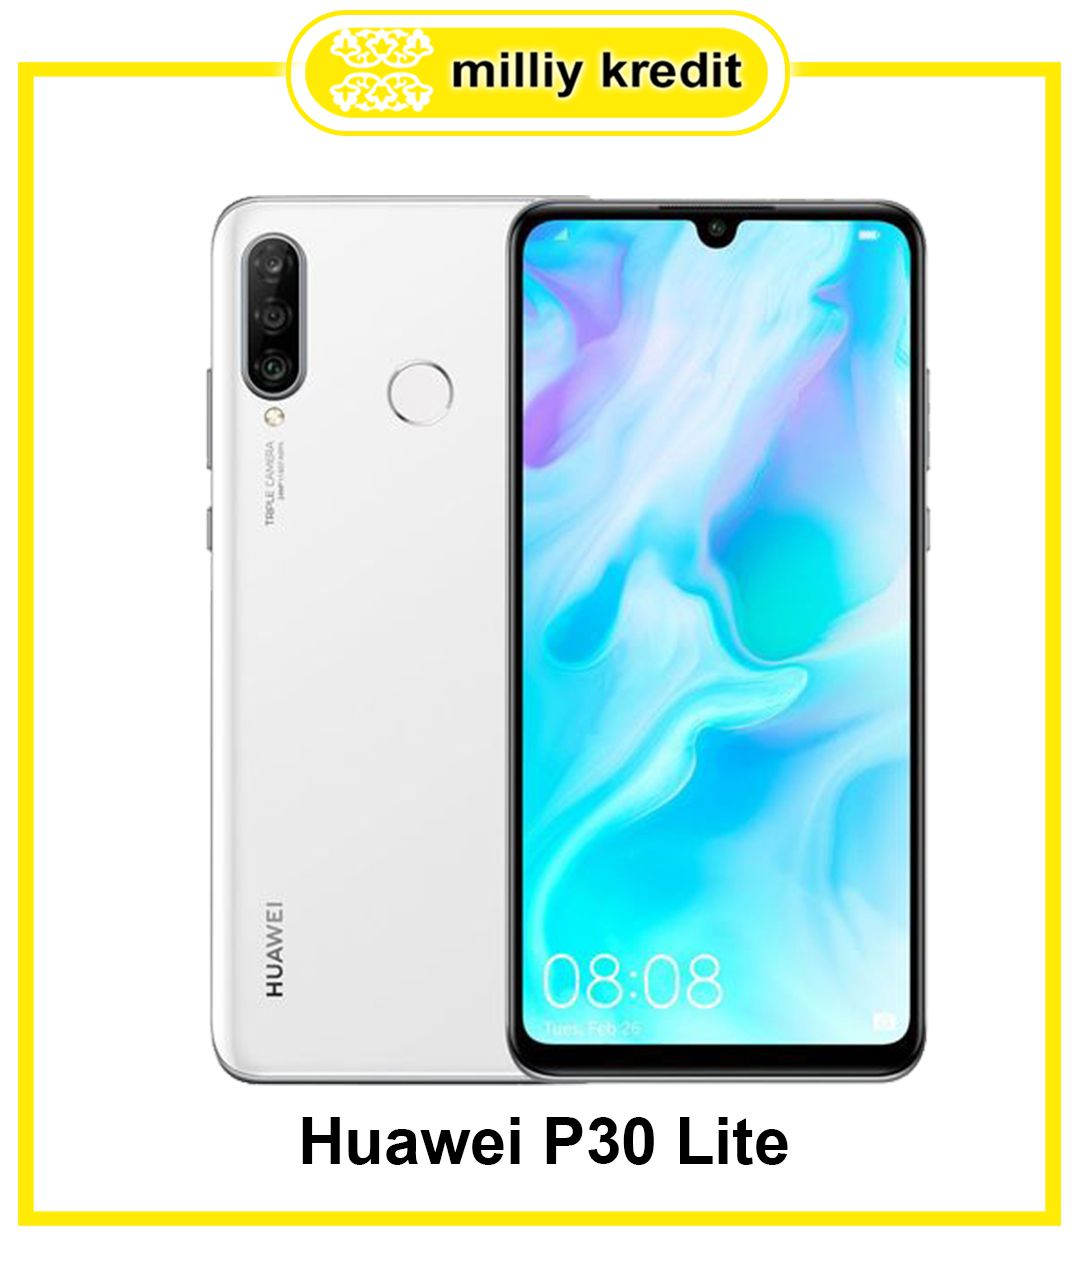 milliy kredit
TRIPLE CAMERA
HUAWEI
08:08
Tues, Feb 26
Huawei P30 Lite